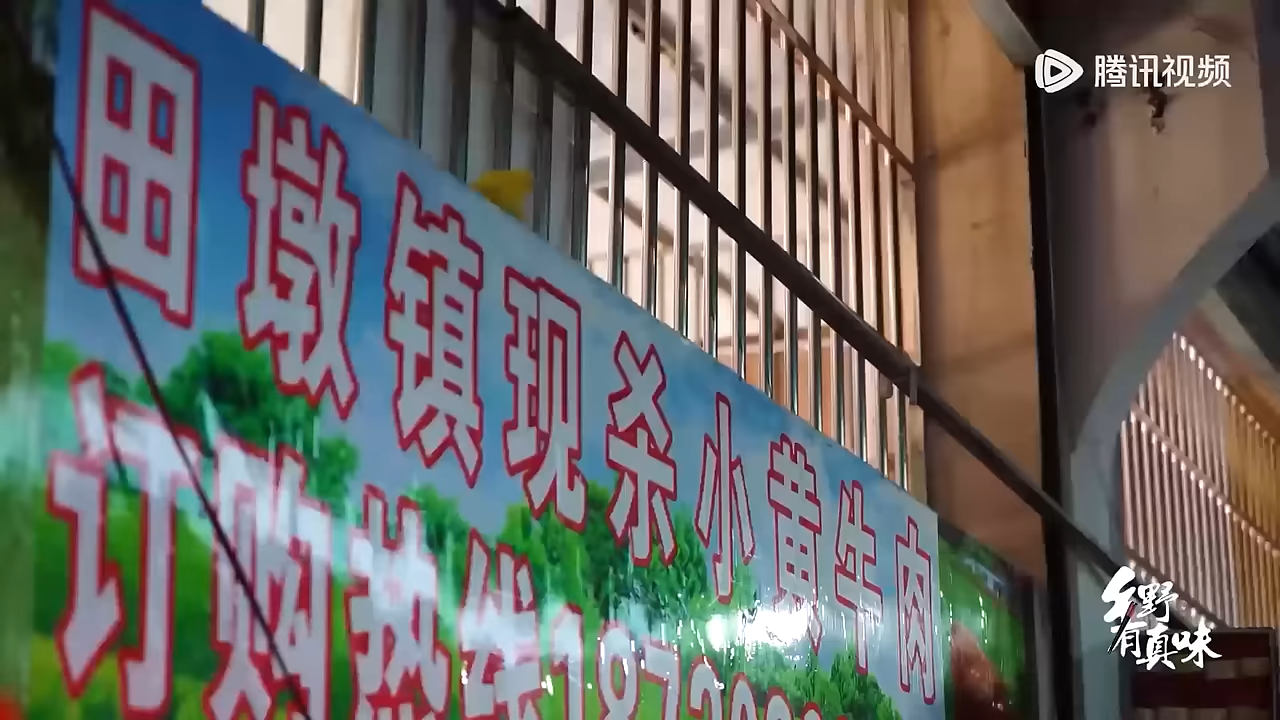 腾讯视频
田墩镇现杀小黄牛肉
订购热线
乡野
有真味